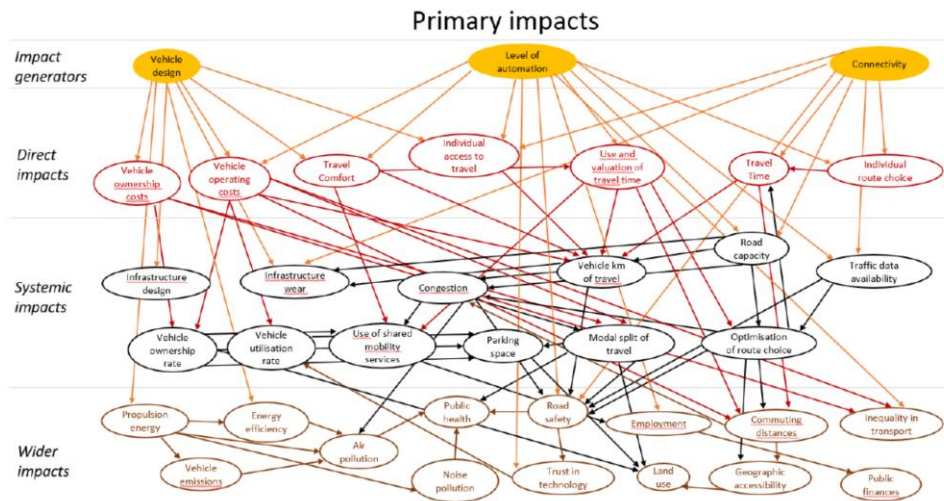 Primary impacts
Impact
generators
Vehicle
design
Level of
automation
Connectivity
Direct
impacts
Vehicle
ownership
costs
Vehicle
operating
costs
Travel
Comfort
Individual
access to
travel
Use and
valuation of
travel time
Travel
Time
Individual
route choice
Systemic
impacts
Infrastructure
design
Infrastructure
wear
Congestion
Vehicle km
of travel
Road
capacity
Traffic data
availability
Vehicle
ownership
rate
Vehicle
utilisation
rate
Use of shared
mobility
services
Parking
space
Modal split of
travel
Optimisation
of route choice
Wider
impacts
Propulsion
energy
Energy
efficiency
Public
health
Road
safety
Employment
Commuting
distances
Inequality in
transport
Air
pollution
Vehicle
emissions
Noise
pollution
Trust in
technology
Land
use
Geographic
accessibility
Public
finances